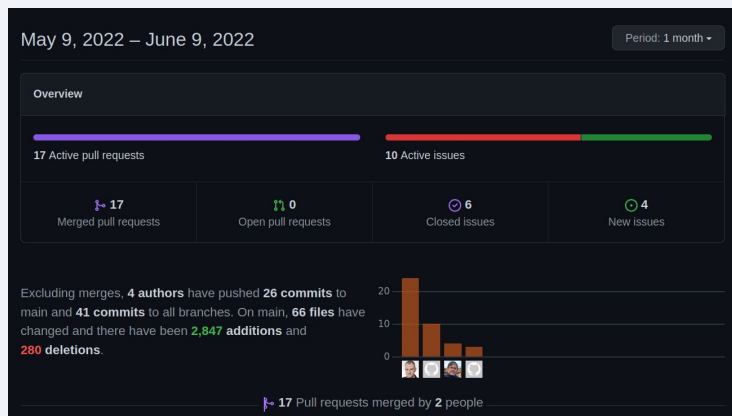 May 9, 2022 – June 9, 2022
Period: 1 month
Overview
17 Active pull requests
10 Active issues
17
Merged pull requests
0
Open pull requests
6
Closed issues
4
New issues
Excluding merges, 4 authors have pushed 26 commits to
main and 41 commits to all branches. On main, 66 files have
changed and there have been 2,847 additions and
280 deletions.
20
10
0
17 Pull requests merged by 2 people